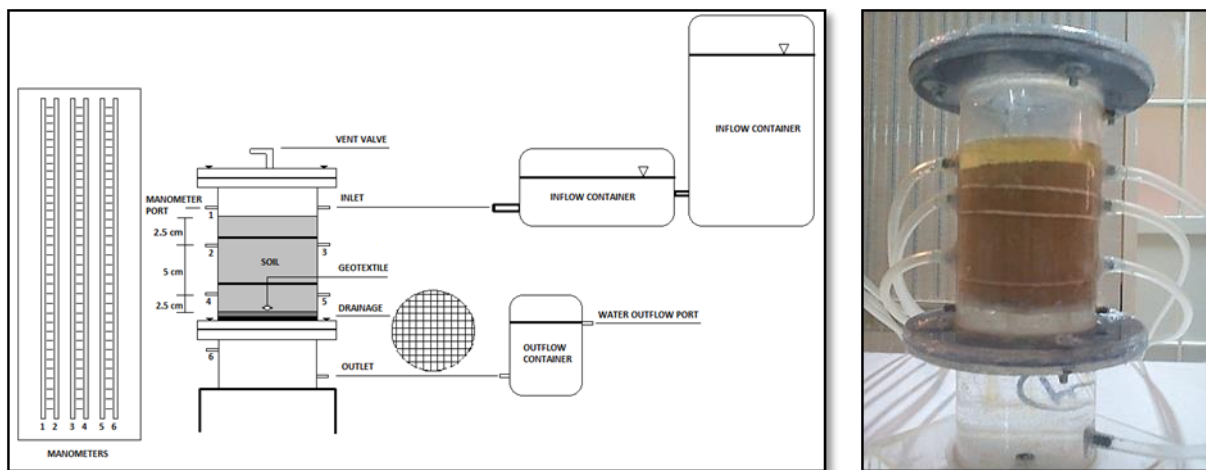 VENT VALVE
MANOMETER
PORT
INLET
1
2.5 cm
2
3
SOIL
5 cm
GEOTEXTILE
4
5
2.5 cm
DRAINAGE
6
OUTLET
INFLOW CONTAINER
INFLOW CONTAINER
WATER OUTFLOW PORT
OUTFLOW
CONTAINER
1 2 3 4 5 6
MANOMETERS